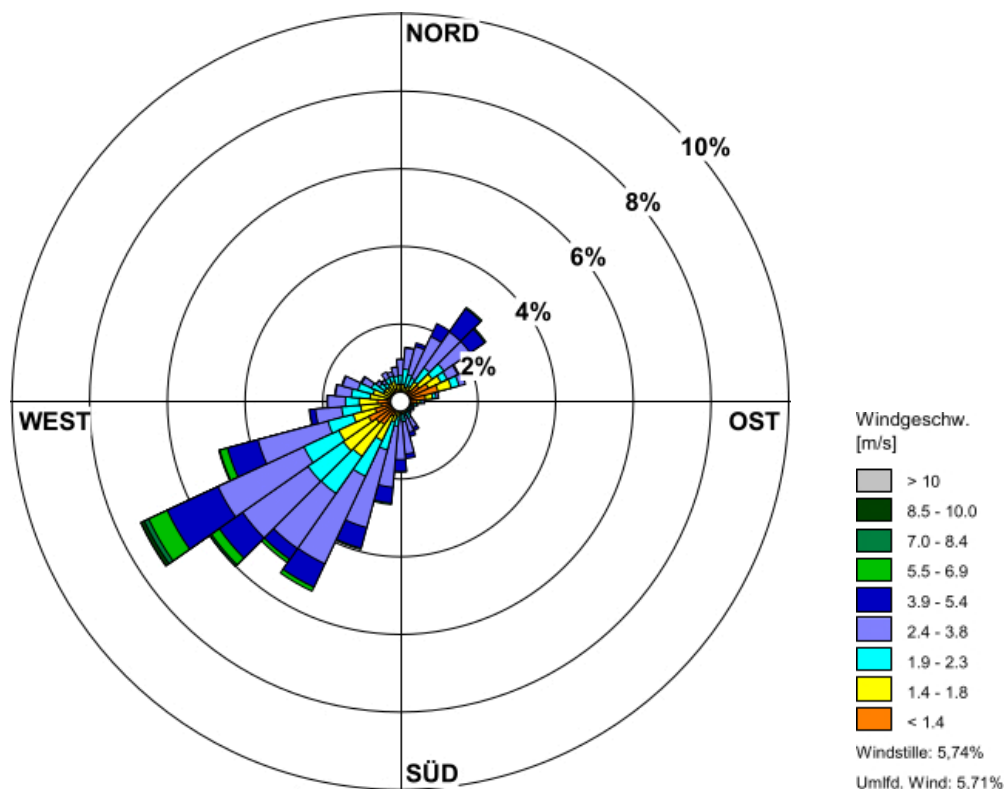 NORD
10%
8%
6%
4%
2%
WEST
OST
SÜD
Windgeschw.
[m/s]
> 10
8.5 - 10.0
7.0 - 8.4
5.5 - 6.9
3.9 - 5.4
2.4 - 3.8
1.9 - 2.3
1.4 - 1.8
< 1.4
Windstille: 5,74%
Umlfd. Wind: 5,71%